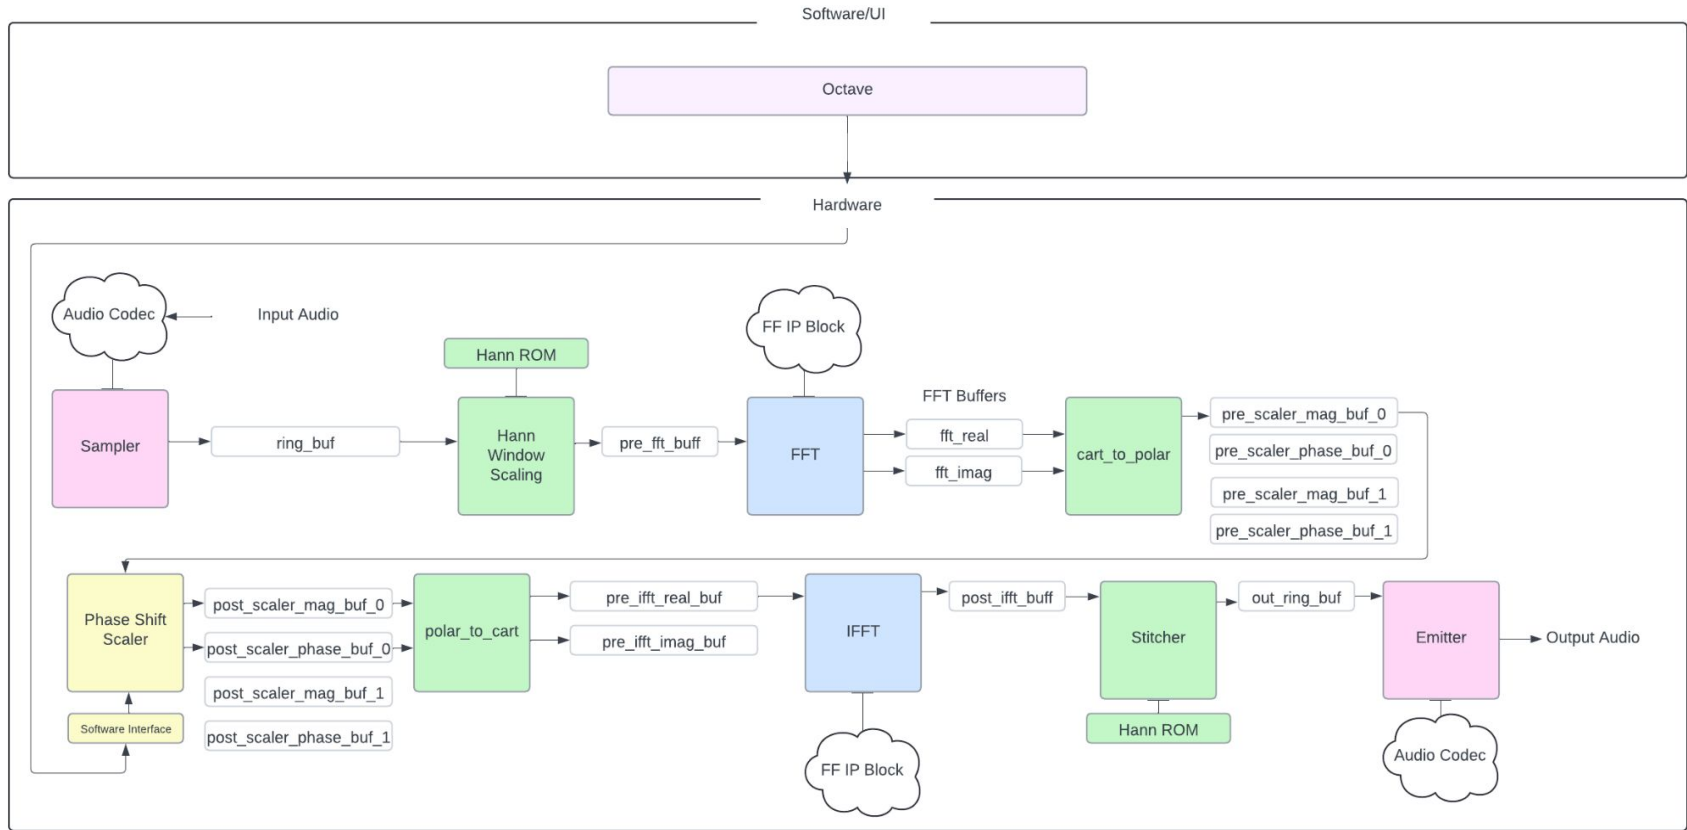 Software/UI
Octave
Hardware
Audio Codec
Input Audio
FF IP Block
Hann ROM
FFT Buffers
Sampler
ring_buf
Hann
Window
Scaling
pre_fft_buff
FFT
fft_real
fft_imag
cart_to_polar
pre_scaler_mag_buf_0
pre_scaler_phase_buf_0
pre_scaler_mag_buf_1
pre_scaler_phase_buf_1
Phase Shift
Scaler
post_scaler_mag_buf_0
post_scaler_phase_buf_0
post_scaler_mag_buf_1
post_scaler_phase_buf_1
Software Interface
polar_to_cart
pre_ifft_real_buf
pre_ifft_imag_buf
IFFT
post_ifft_buff
Stitcher
out_ring_buf
Emitter
Output Audio
Hann ROM
FF IP Block
Audio Codec